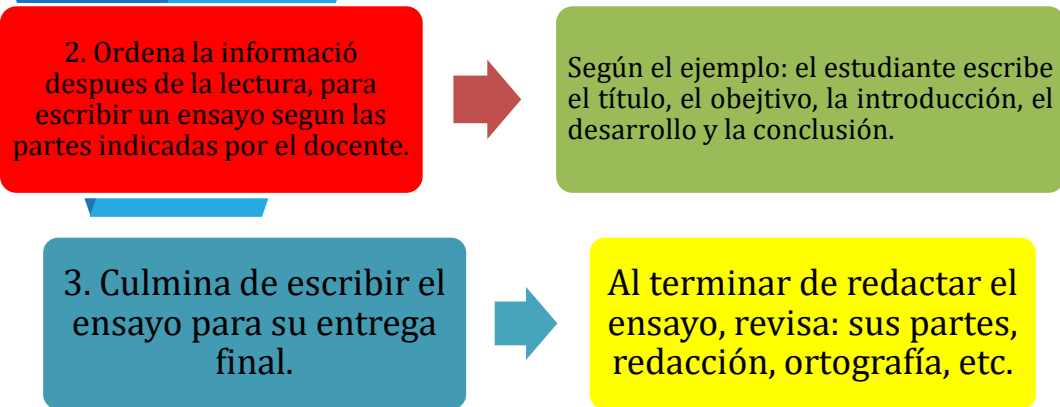 2. Ordena la informació
despues de la lectura, para
escribir un ensayo segun las
partes indicadas por el docente.
Según el ejemplo: el estudiante escribe
el título, el obejtivo, la introducción, el
desarrollo y la conclusión.
3. Culmina de escribir el
ensayo para su entrega
final.
Al terminar de redactar el
ensayo, revisa: sus partes,
redacción, ortografía, etc.